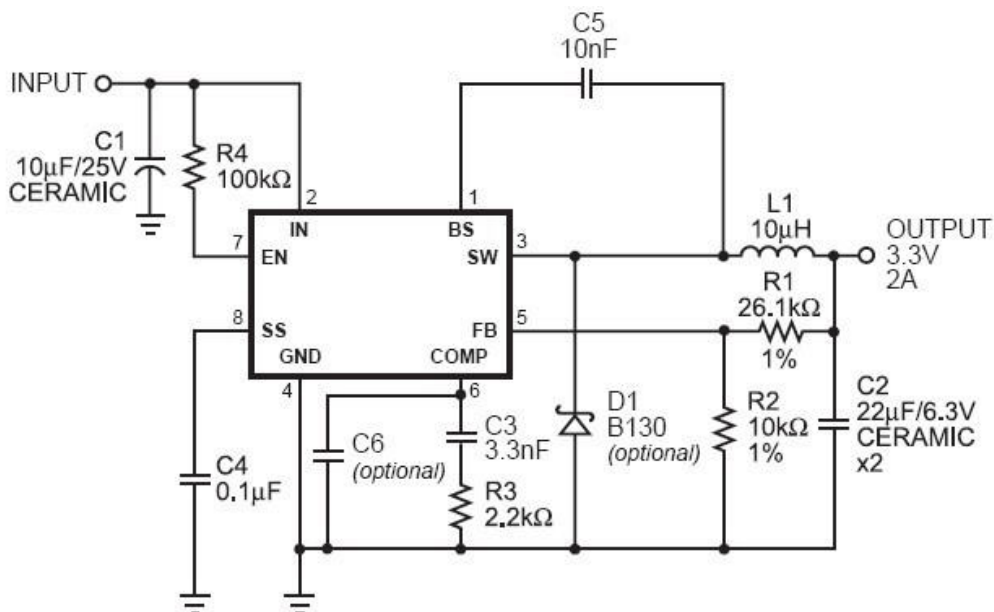 C5
10nF
INPUT
C1
10µF/25V
CERAMIC
R4
100kΩ
2
IN
1
BS
7
EN
SW
3
L1
10µH
OUTPUT
3.3V
2A
R1
26.1kΩ
1%
8
SS
FB
5
GND
COMP
4
6
C4
0.1µF
C6
(optional)
C3
3.3nF
R3
2.2kΩ
D1
B130
(optional)
R2
10kΩ
1%
C2
22µF/6.3V
CERAMIC
x2